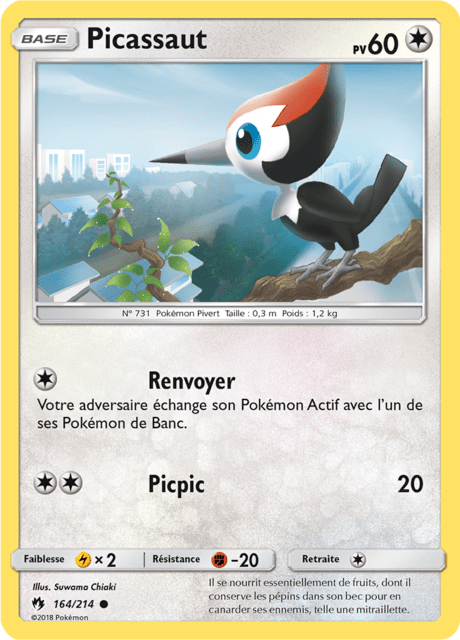 BASE Picassaut PV60
N° 731 Pokémon Pivert Taille : 0,3 m Poids : 1,2 kg
Renvoyer
Votre adversaire échange son Pokémon Actif avec l'un de
ses Pokémon de Banc.
Picpic 20
Faiblesse ×2 Résistance -20 Retraite
Illus. Suwama Chiaki
164/214
©2018 Pokémon
Il se nourrit essentiellement de fruits, dont il
conserve les pépins dans son bec pour en
canarder ses ennemis, telle une mitraillette.